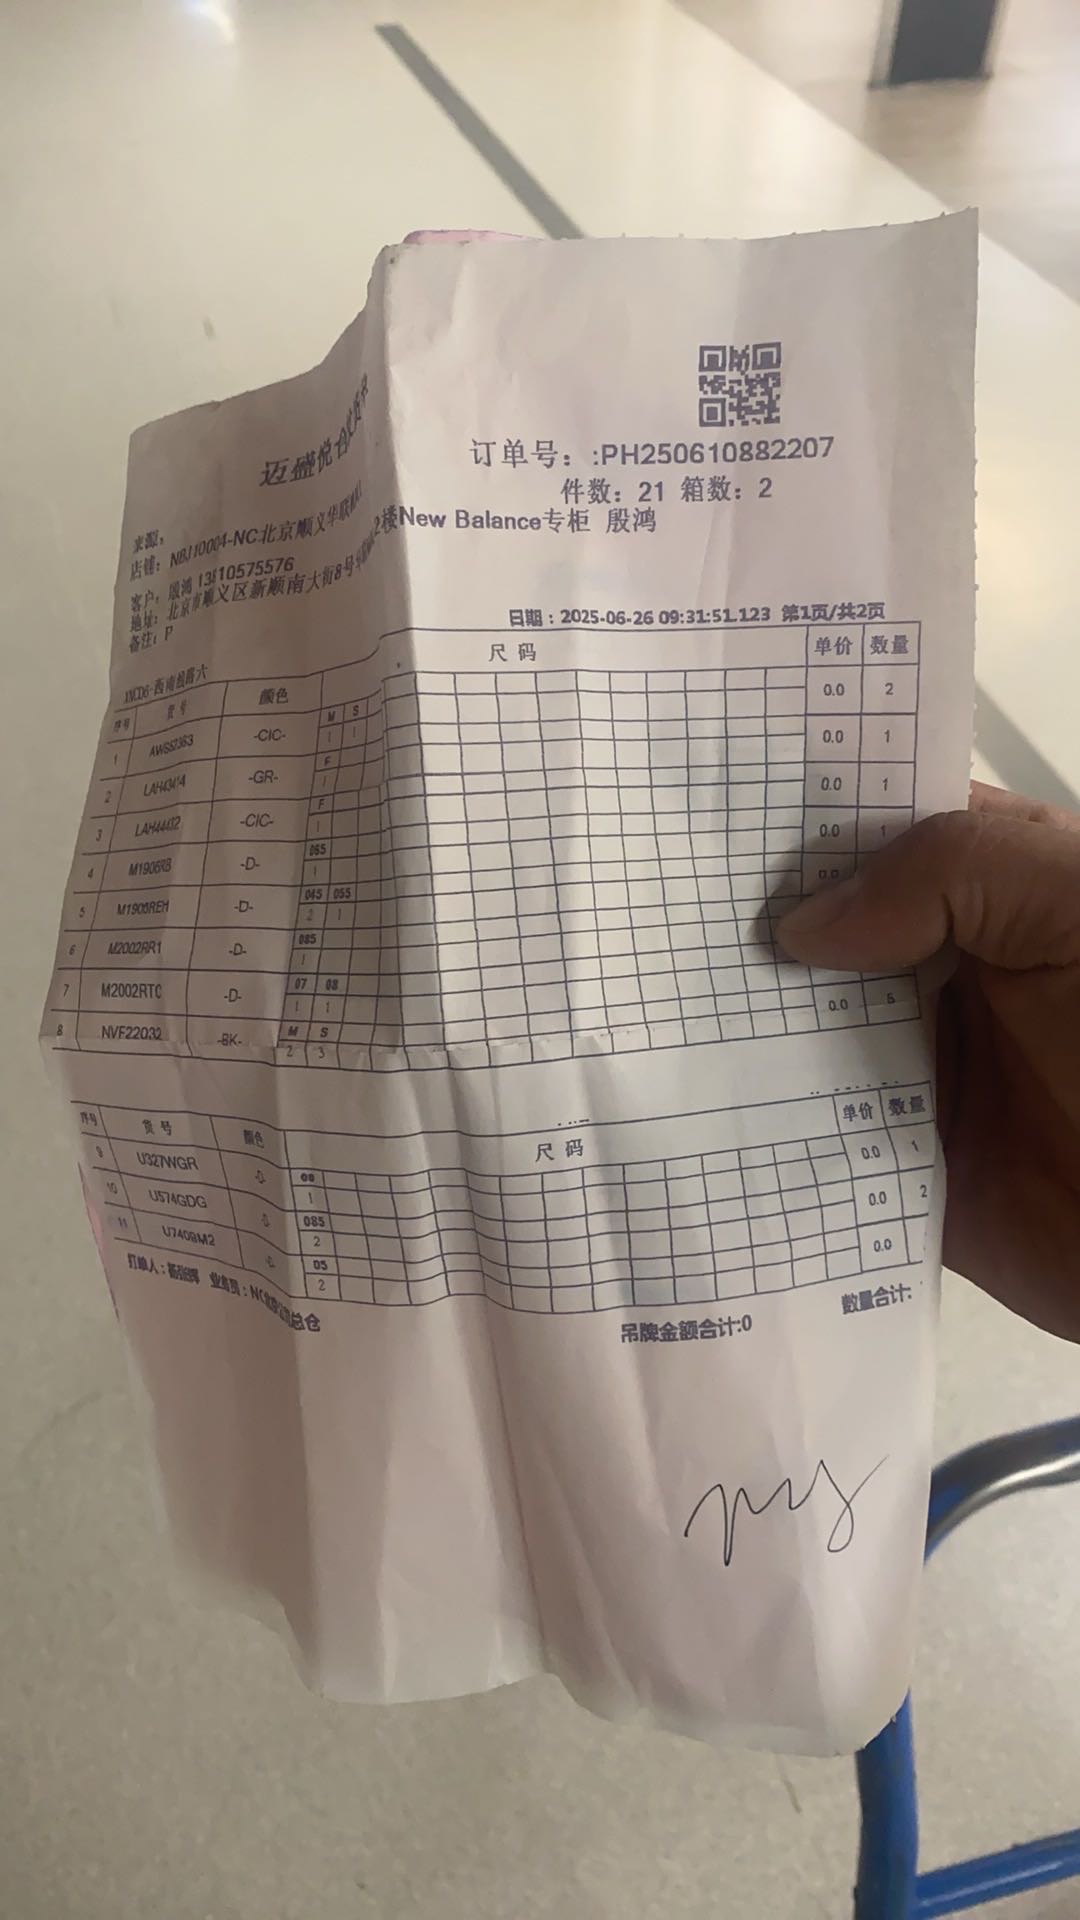 迈盛悦合
订单号：:PH250610882207
件数：21 箱数：2
来源：
店铺：NBJ10004-NC北京顺义华联 2楼New Balance专柜 殷鸿
客户：殷鸿 13810575576
地址：北京市顺义区新顺南大街8号
备注：P
日期：2025-06-26 09:31:51.123 第1页/共2页
序号 货号 颜色 尺码 单价 数量
M S
1 AWS82363 -CIC- 1 1 0.0 2
F
2 LAH43414 -GR- 1 0.0 1
F
3 LAH44432 -CIC- 1 0.0 1
065
4 M1906RB -D- 1 0.0 1
045 055
5 M1906REH -D- 2 1 0.0
085
6 M2002RR1 -D- 1
07 08
7 M2002RTC -D- 1 1
M S
8 NVF22032 -BK- 2 3 0.0 5
序号 货号 颜色 尺码 单价 数量
9 U327WGR -D- 1 0.0 1
085
10 U574GDG -D- 2 0.0 2
05
11 -D- 2 0.0
打单人： 业务员：NC 总仓
吊牌金额合计:0
数量合计: